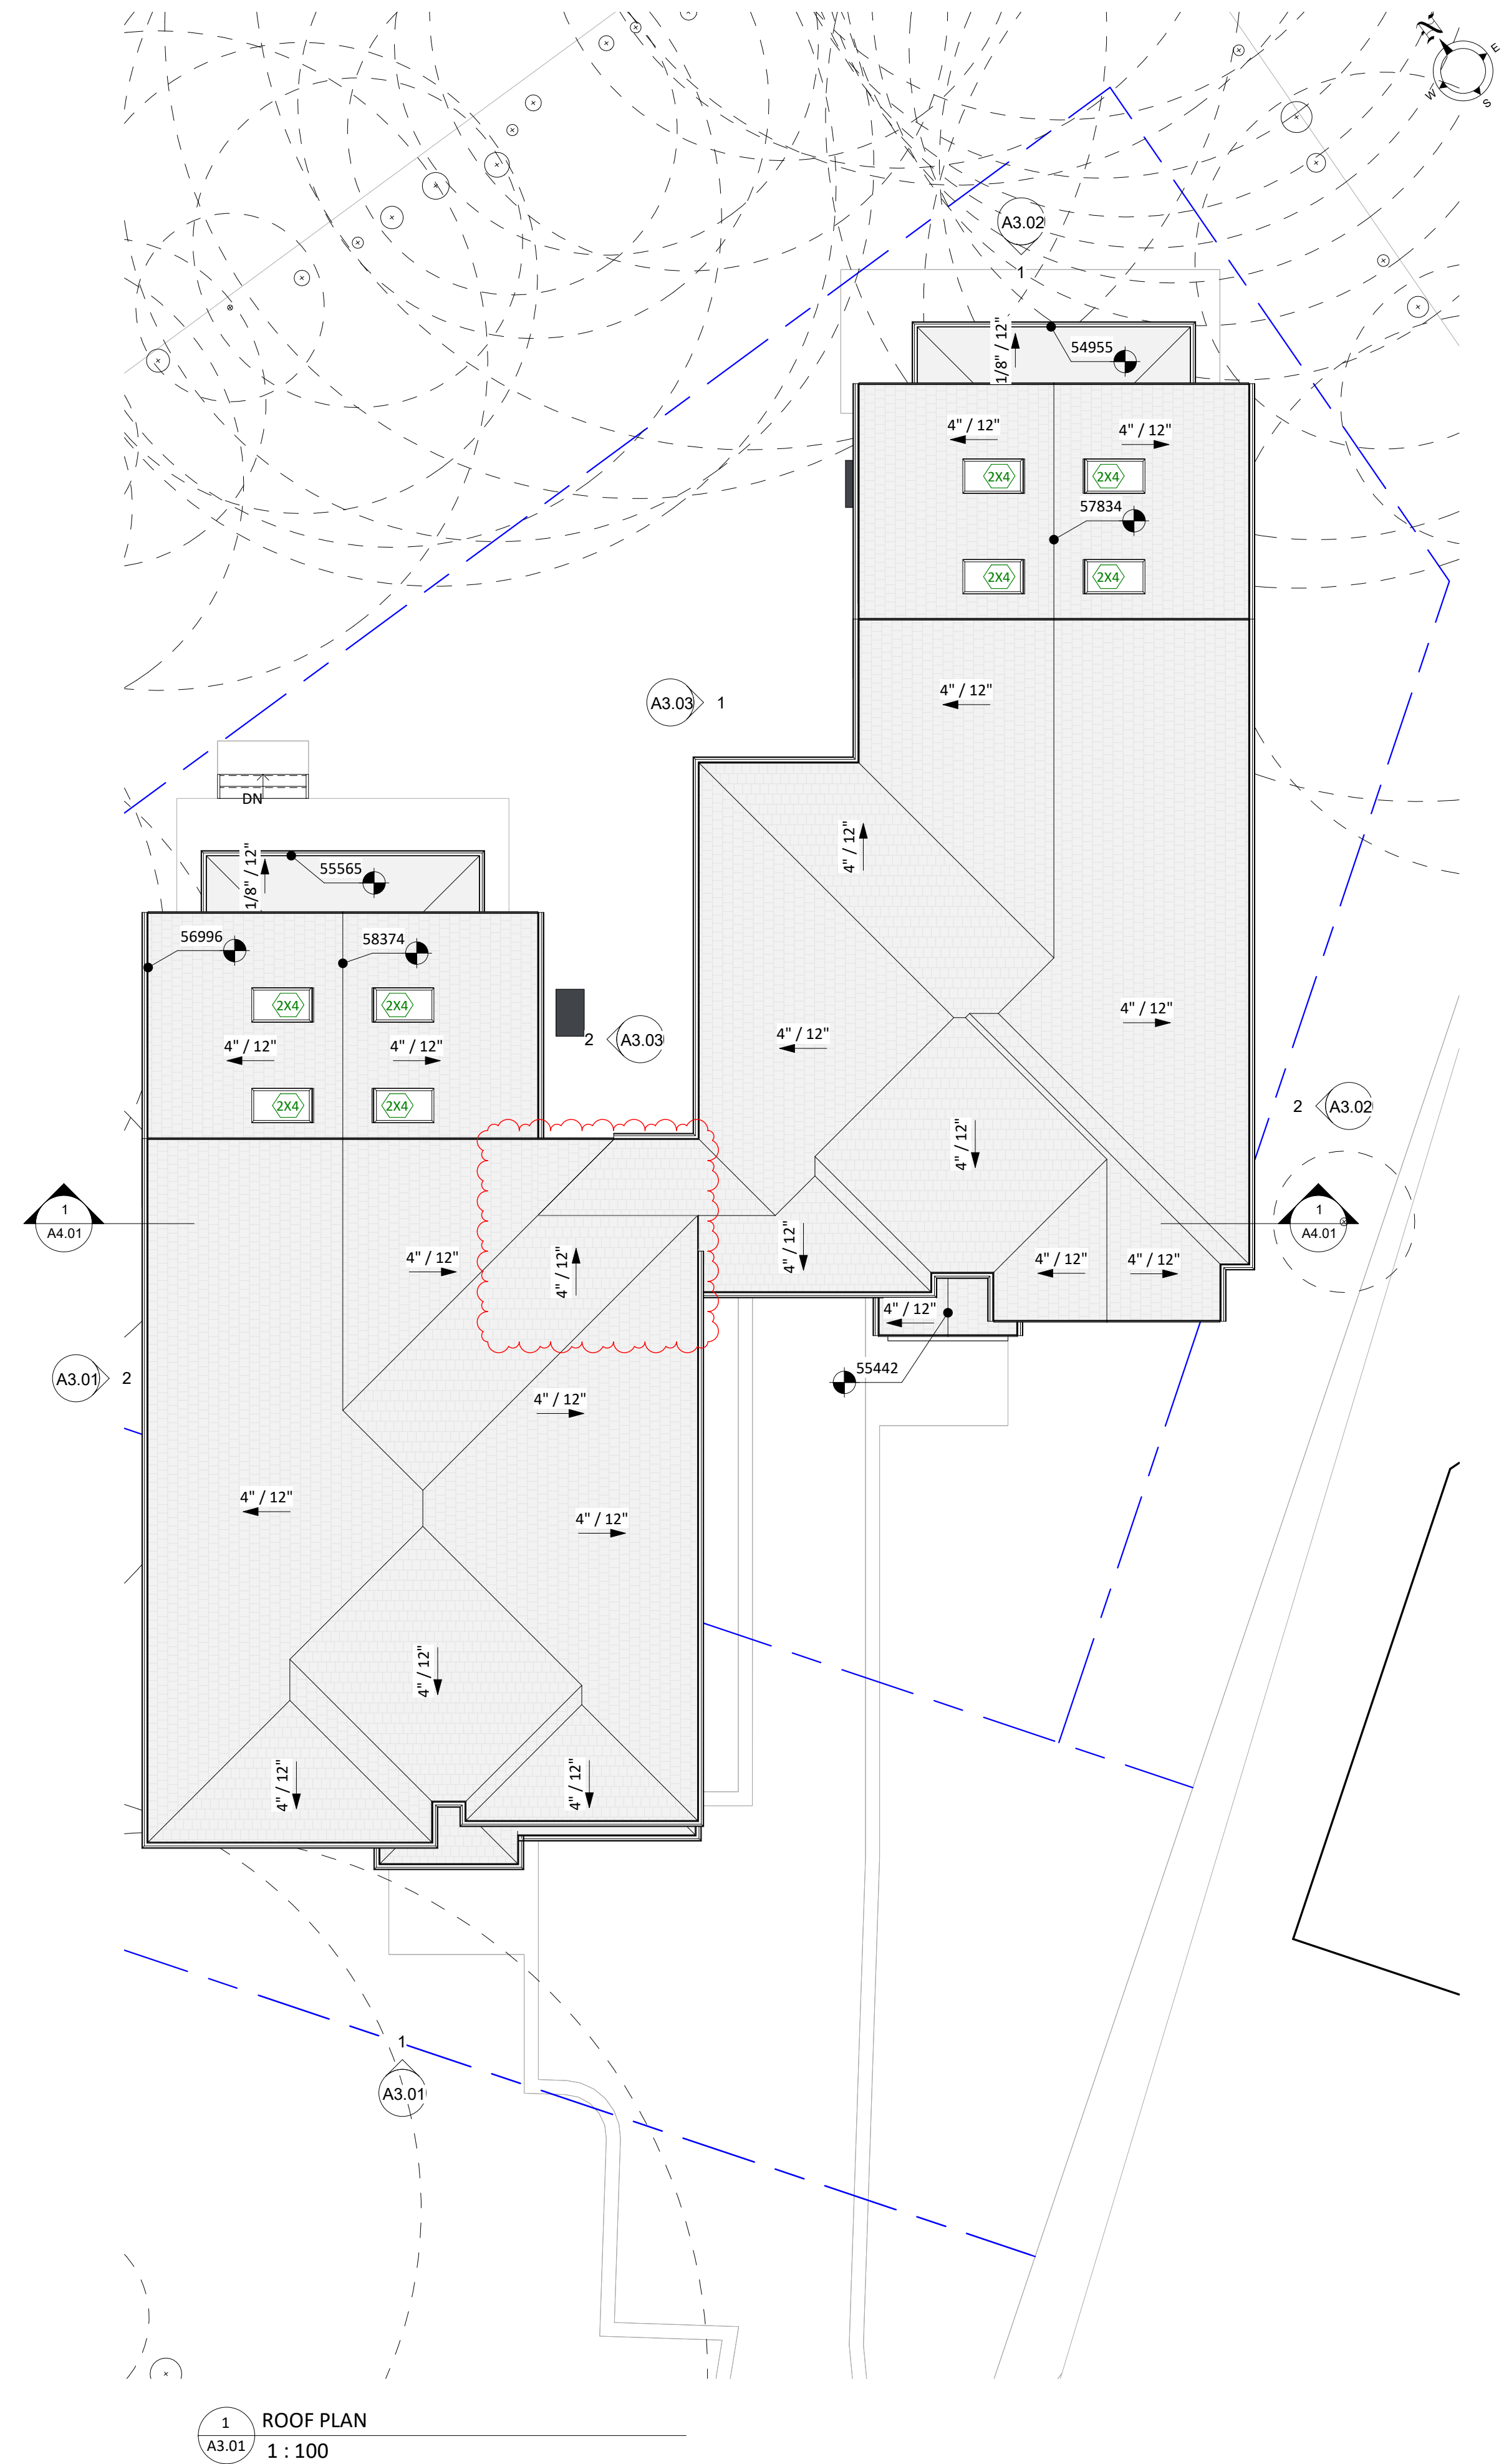 N
E
W
S
A3.02
1
1/8" / 12"
54955
4" / 12"
4" / 12"
2X4
2X4
57834
2X4
2X4
4" / 12"
A3.03
1
DN
4" / 12"
1/8" / 12"
55565
56996
58374
2X4
2X4
4" / 12"
4" / 12"
4" / 12"
4" / 12"
2
A3.03
2X4
2X4
2
A3.02
4" / 12"
1
A4.01
1
A4.01
4" / 12"
4" / 12"
4" / 12"
4" / 12"
4" / 12"
4" / 12"
55442
A3.01
2
4" / 12"
4" / 12"
4" / 12"
4" / 12"
4" / 12"
4" / 12"
1
A3.01
1
A3.01
ROOF PLAN
1 : 100